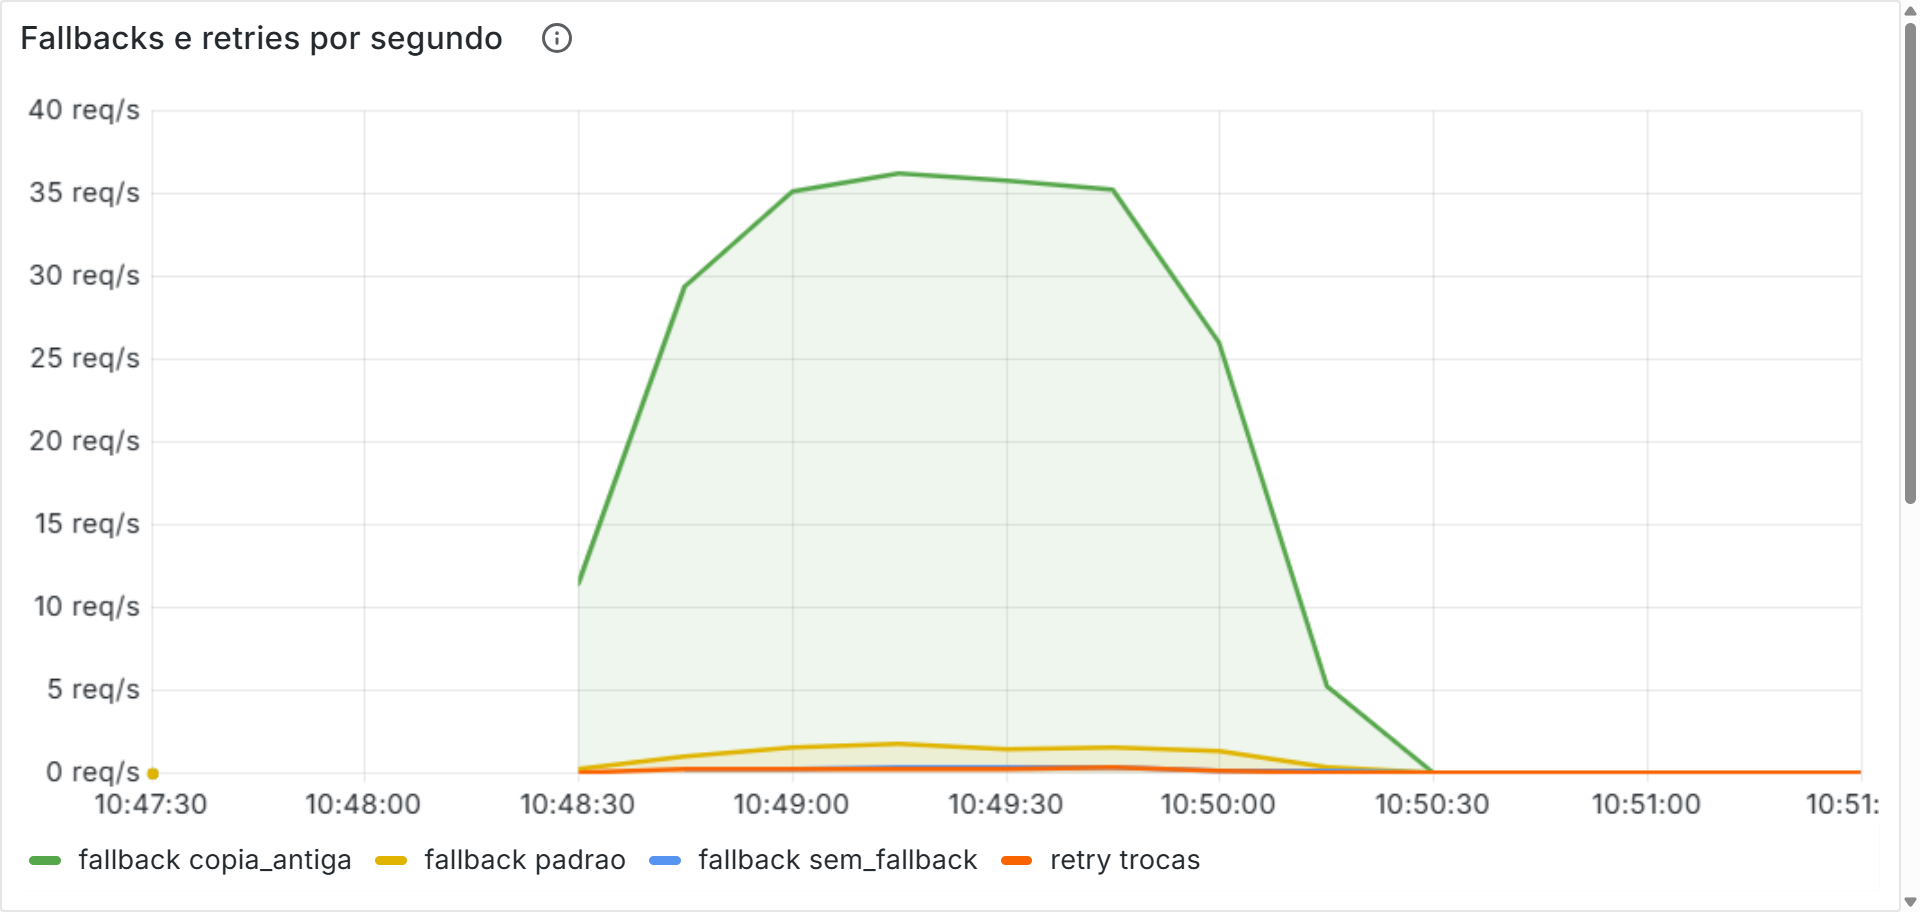 Fallbacks e retries por segundo
40 req/s
35 req/s
30 req/s
25 req/s
20 req/s
15 req/s
10 req/s
5 req/s
0 req/s
10:47:30 10:48:00 10:48:30 10:49:00 10:49:30 10:50:00 10:50:30 10:51:00 10:51:
fallback copia_antiga fallback padrao fallback sem_fallback retry trocas